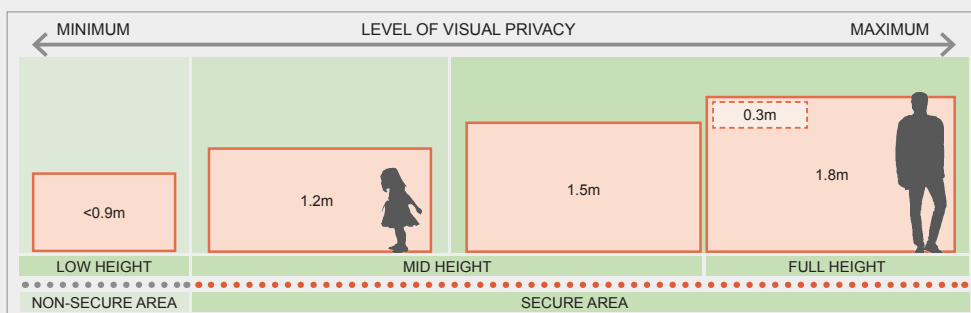 MINIMUM LEVEL OF VISUAL PRIVACY MAXIMUM
0.3m
<0.9m 1.2m 1.5m 1.8m
LOW HEIGHT MID HEIGHT FULL HEIGHT
NON-SECURE AREA SECURE AREA